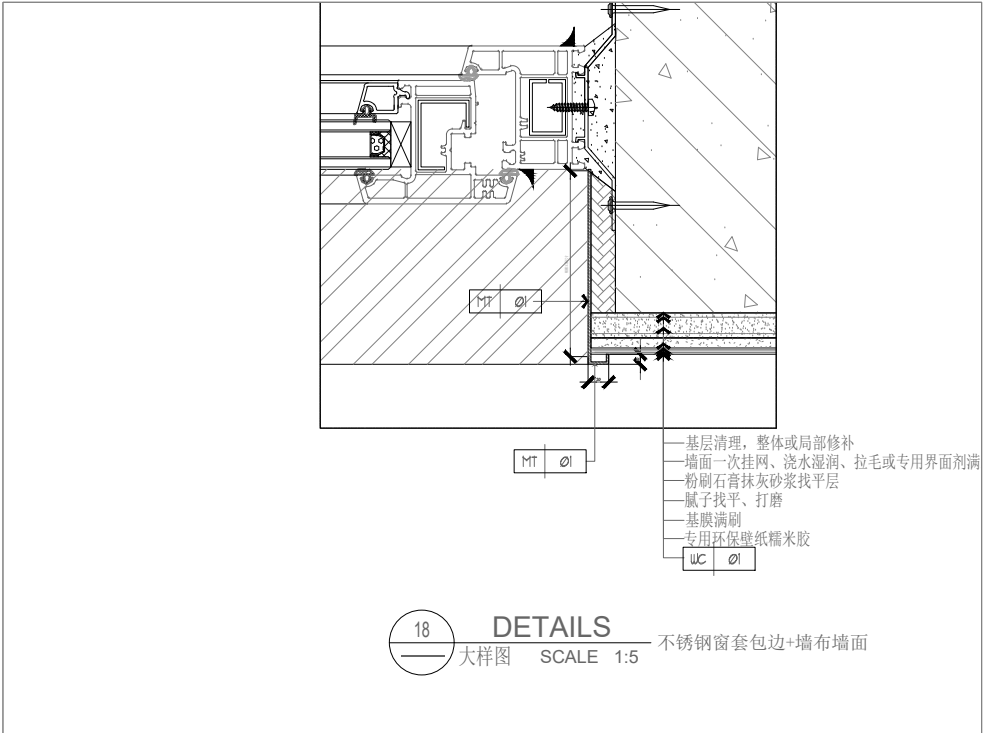 MT 01
MT 01
基层清理，整体或局部修补
墙面一次挂网、浇水湿润、拉毛或专用界面剂满
粉刷石膏抹灰砂浆找平层
腻子找平、打磨
基膜满刷
专用环保壁纸糯米胶
WC 01
18
DETAILS
大样图 SCALE 1:5
不锈钢窗套包边+墙布墙面